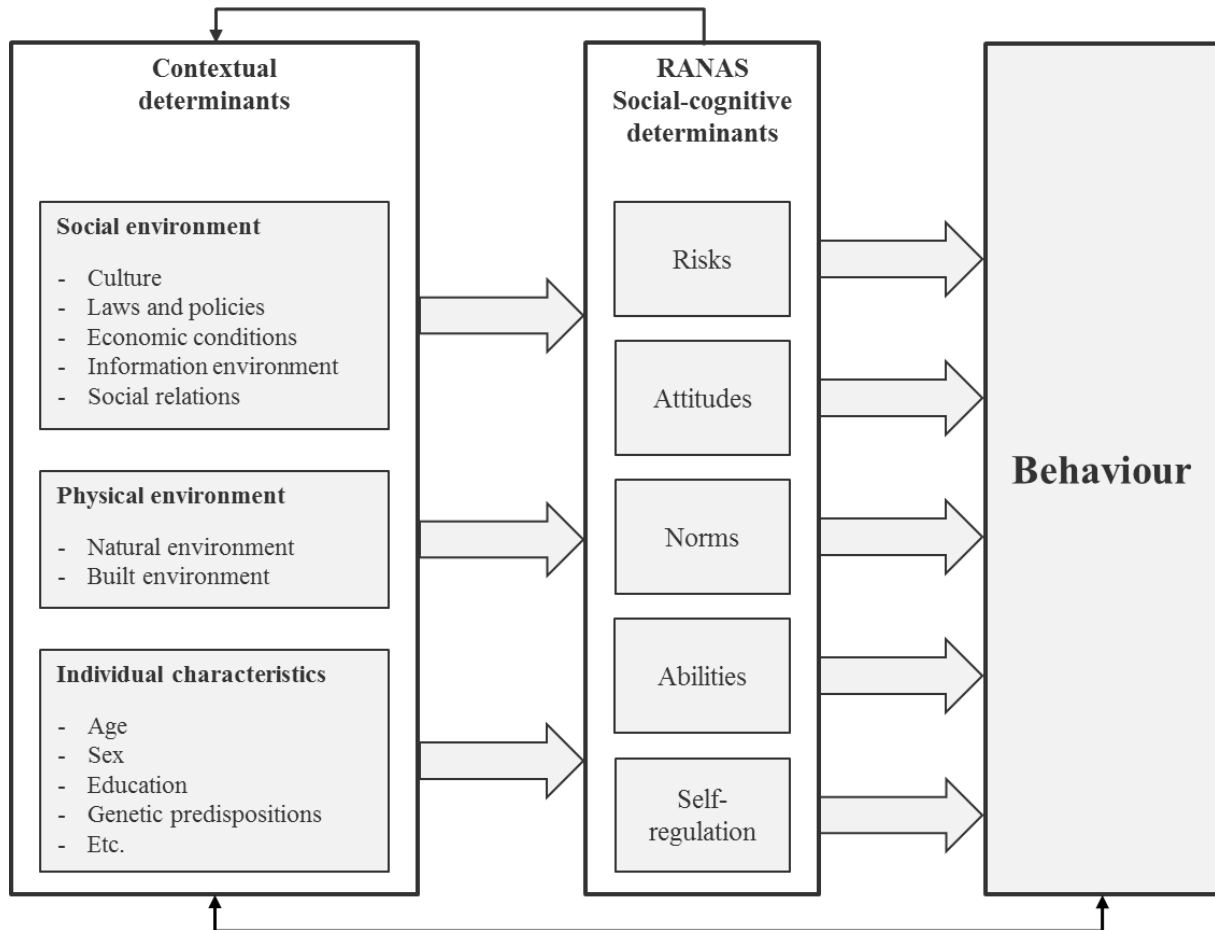 Contextual
determinants
Social environment
- Culture
- Laws and policies
- Economic conditions
- Information environment
- Social relations
Physical environment
- Natural environment
- Built environment
Individual characteristics
- Age
- Sex
- Education
- Genetic predispositions
- Etc.
RANAS
Social-cognitive
determinants
Risks
Attitudes
Norms
Abilities
Self-
regulation
Behaviour